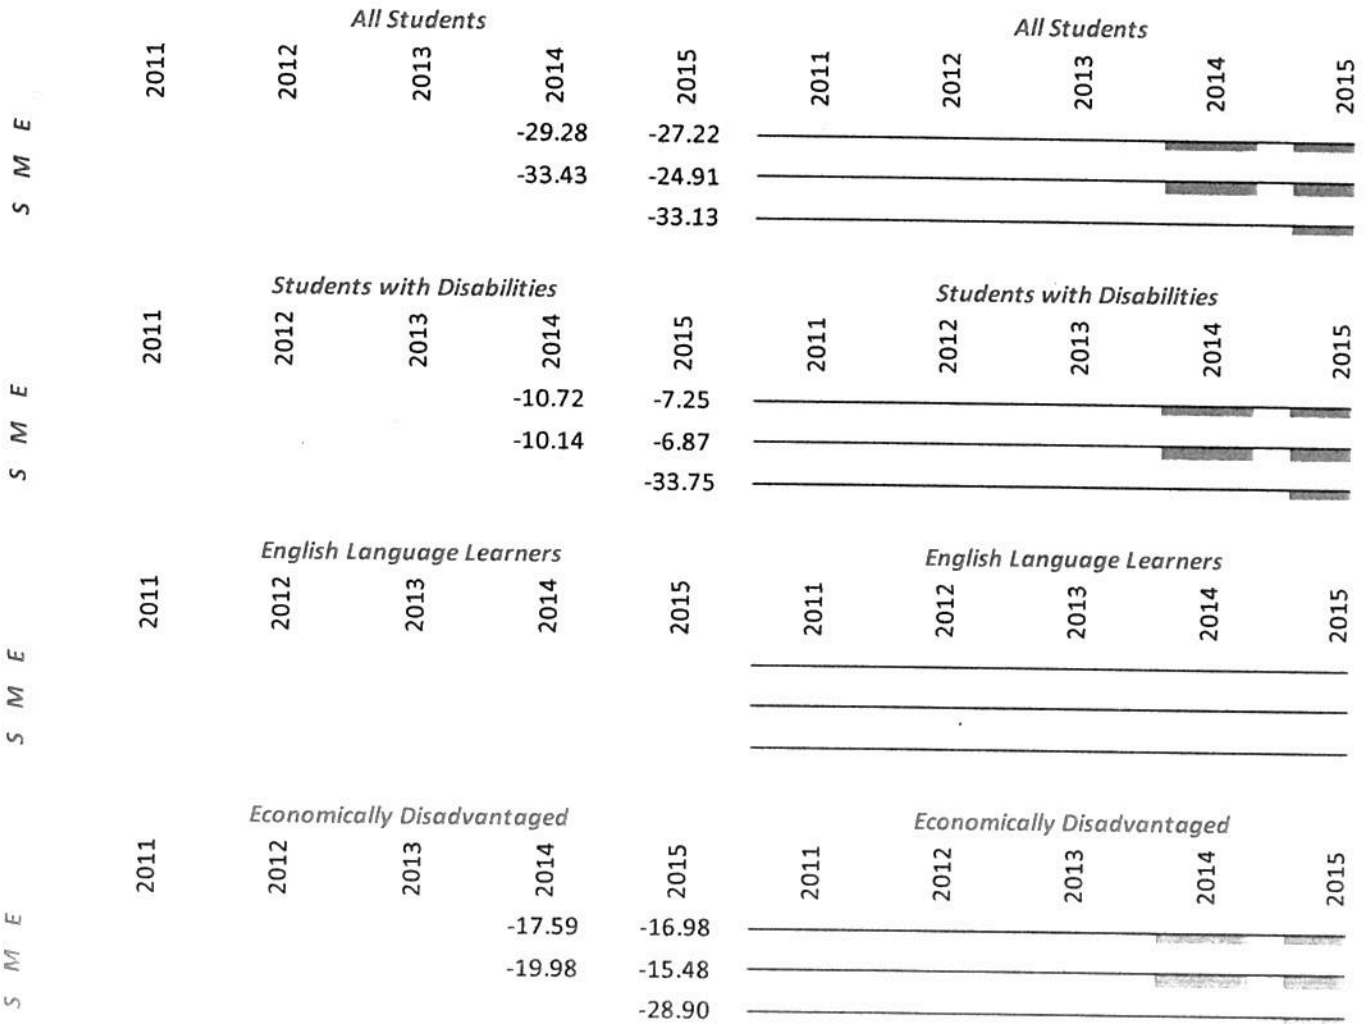 All Students All Students
2011 2012 2013 2014 2015 2011 2012 2013 2014 2015
E -29.28 -27.22
M -33.43 -24.91
S -33.13
Students with Disabilities Students with Disabilities
2011 2012 2013 2014 2015 2011 2012 2013 2014 2015
E -10.72 -7.25
M -10.14 -6.87
S -33.75
English Language Learners English Language Learners
2011 2012 2013 2014 2015 2011 2012 2013 2014 2015
E
M
S
Economically Disadvantaged Economically Disadvantaged
2011 2012 2013 2014 2015 2011 2012 2013 2014 2015
E -17.59 -16.98
M -19.98 -15.48
S -28.90